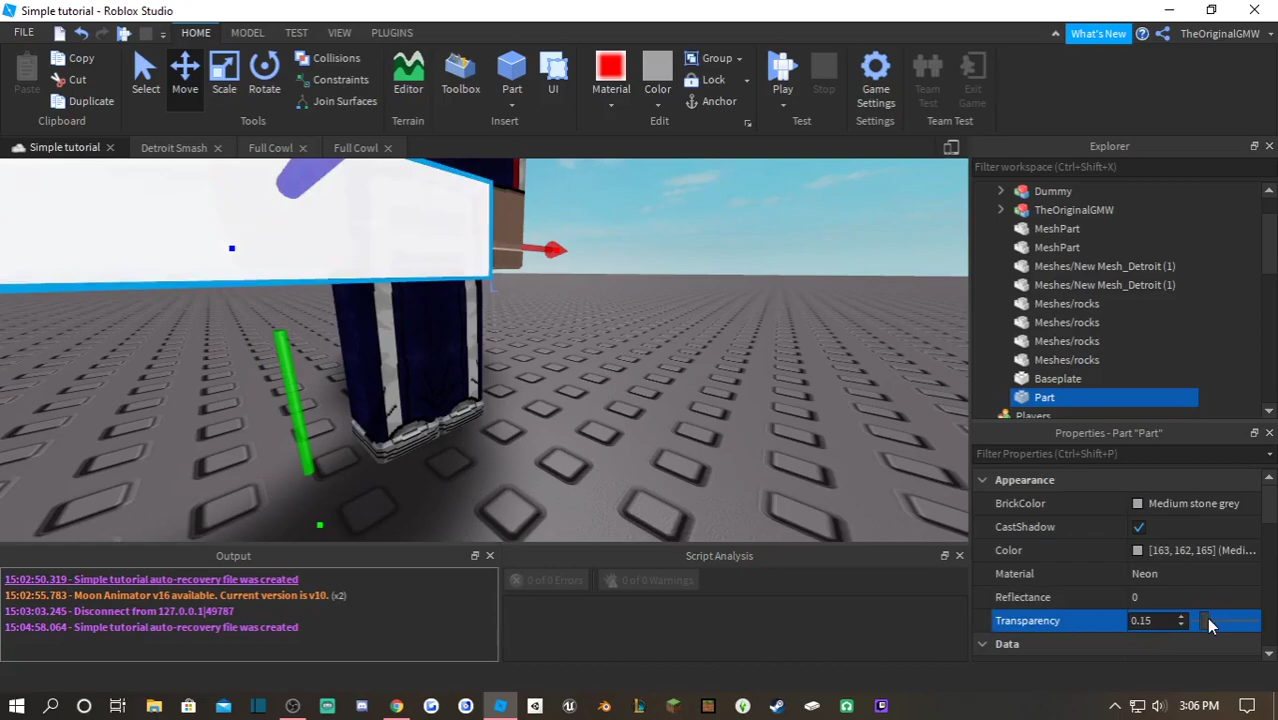 Simple tutorial - Roblox Studio
FILE HOME MODEL TEST VIEW PLUGINS What's New TheOriginalGMW
Paste Copy Cut Duplicate Clipboard
Select Move Scale Rotate Collisions Constraints Join Surfaces Tools
Editor Terrain
Toolbox Part UI Insert
Material Color Group Lock Anchor Edit
Play Stop Test
Game Settings Settings
Team Test Exit Game Team Test
Simple tutorial Detroit Smash Full Cowl Full Cowl
Explorer
Filter workspace (Ctrl+Shift+X)
Dummy
TheOriginalGMW
MeshPart
MeshPart
Meshes/New Mesh_Detroit (1)
Meshes/New Mesh_Detroit (1)
Meshes/rocks
Meshes/rocks
Meshes/rocks
Meshes/rocks
Baseplate
Part
Players
Properties - Part "Part"
Filter Properties (Ctrl+Shift+P)
Appearance
BrickColor Medium stone grey
CastShadow
Color [163, 162, 165] (Medi...
Material Neon
Reflectance 0
Transparency 0.15
Data
Output
15:02:50.319 - Simple tutorial auto-recovery file was created
15:02:55.783 - Moon Animator v16 available. Current version is v10. (x2)
15:03:03.245 - Disconnect from 127.0.0.1|49787
15:04:58.064 - Simple tutorial auto-recovery file was created
Script Analysis
0 of 0 Errors 0 of 0 Warnings
3:06 PM